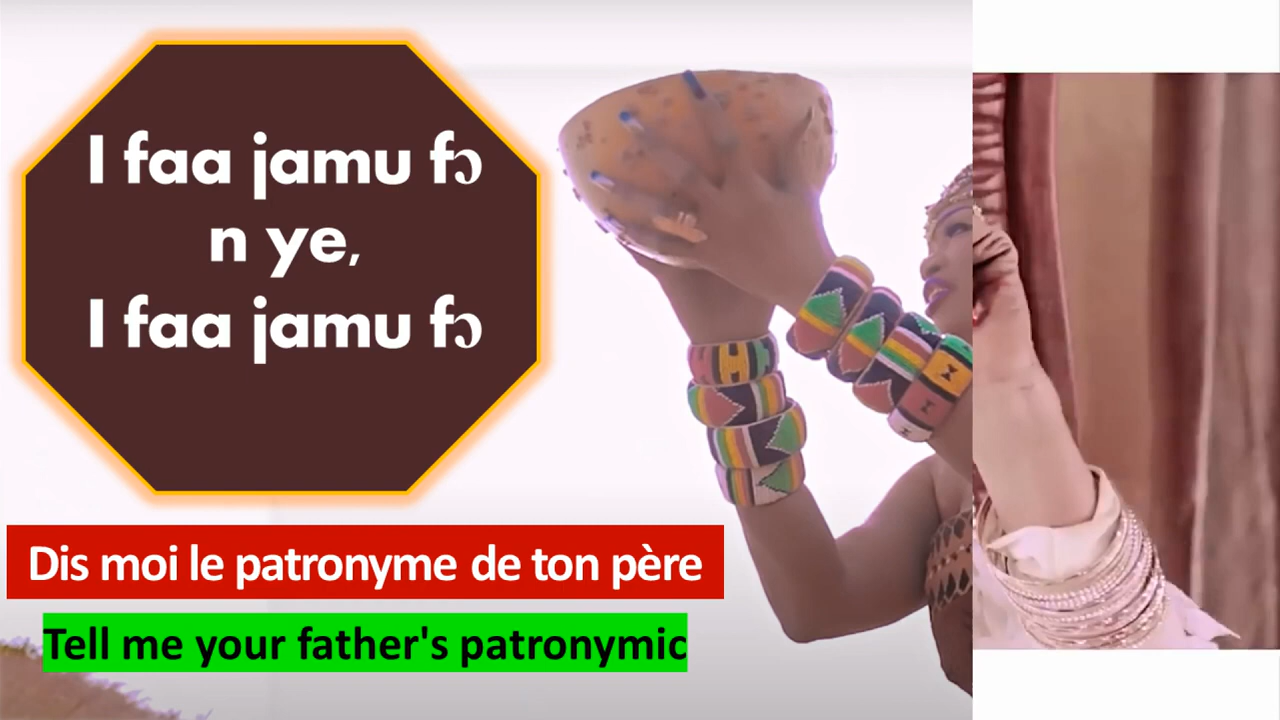 I faa jamu fɔ
n ye,
I faa jamu fɔ
Dis moi le patronyme de ton père
Tell me your father's patronymic